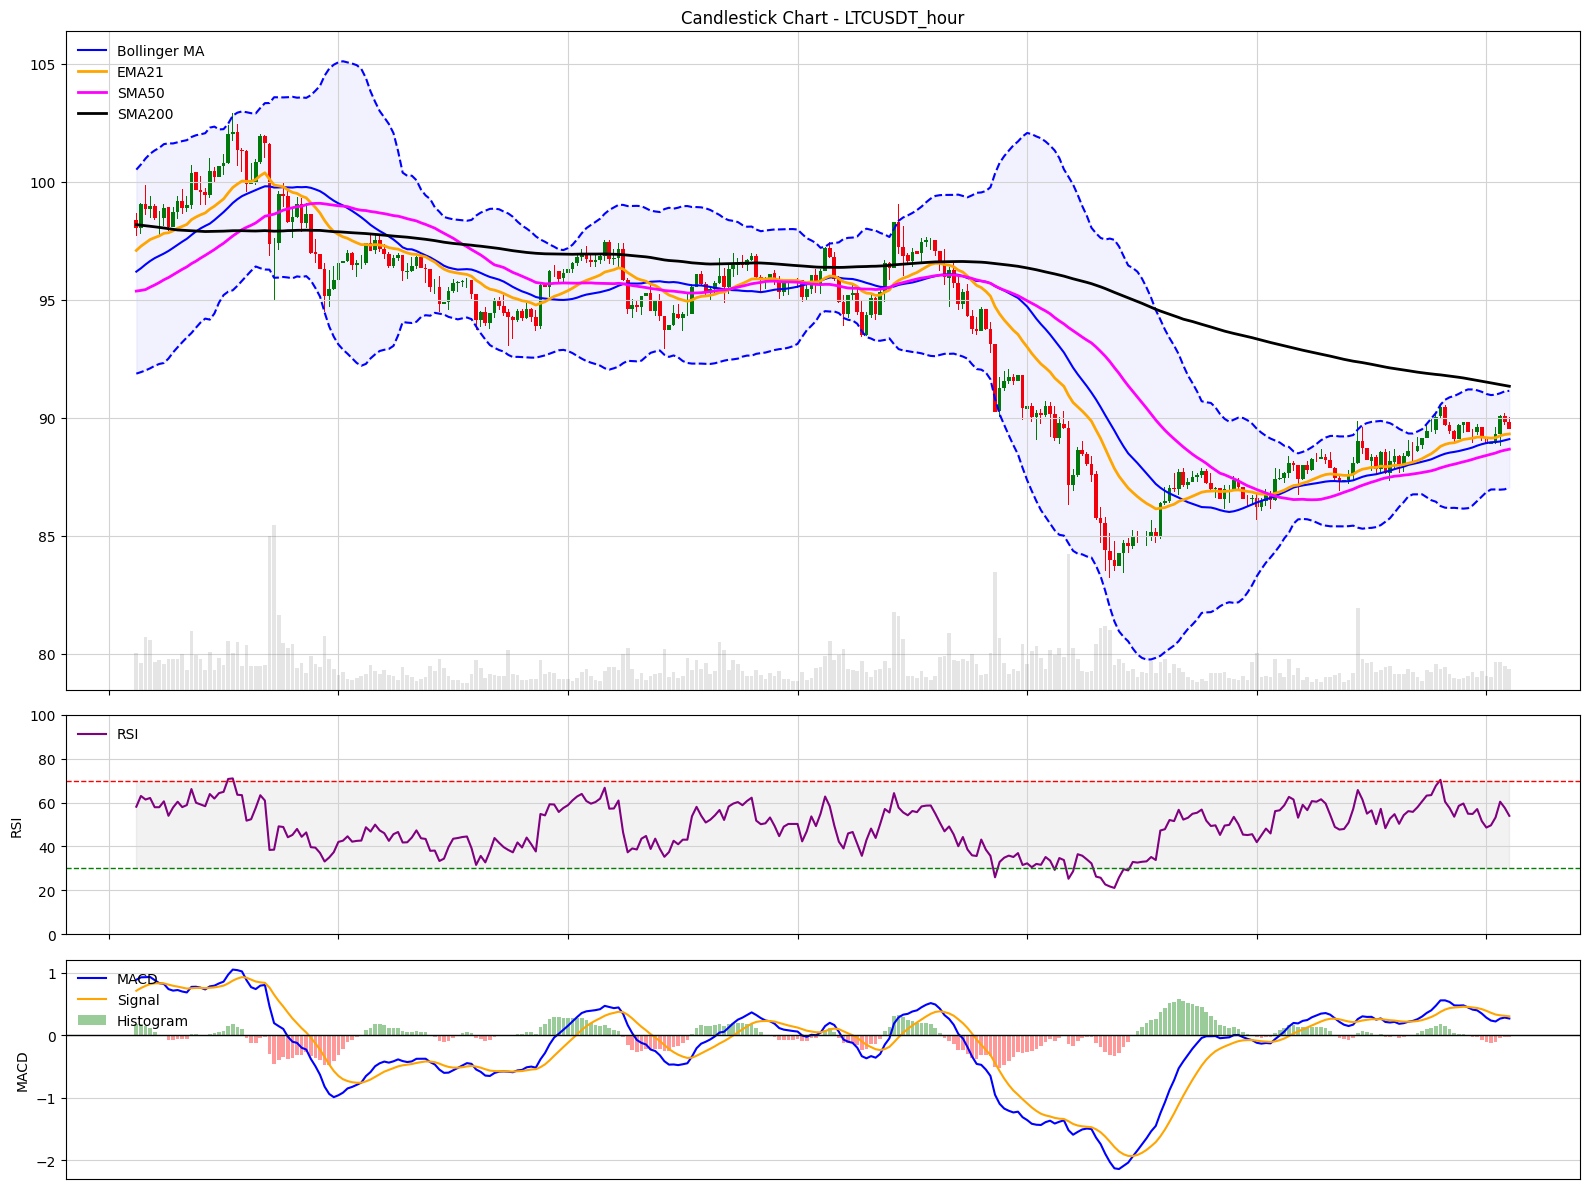 Candlestick Chart - LTCUSDT_hour
Bollinger MA
EMA21
SMA50
SMA200
105
100
95
90
85
80
RSI
100
80
60
40
20
0
RSI
MACD
Signal
Histogram
1
0
−1
−2
MACD